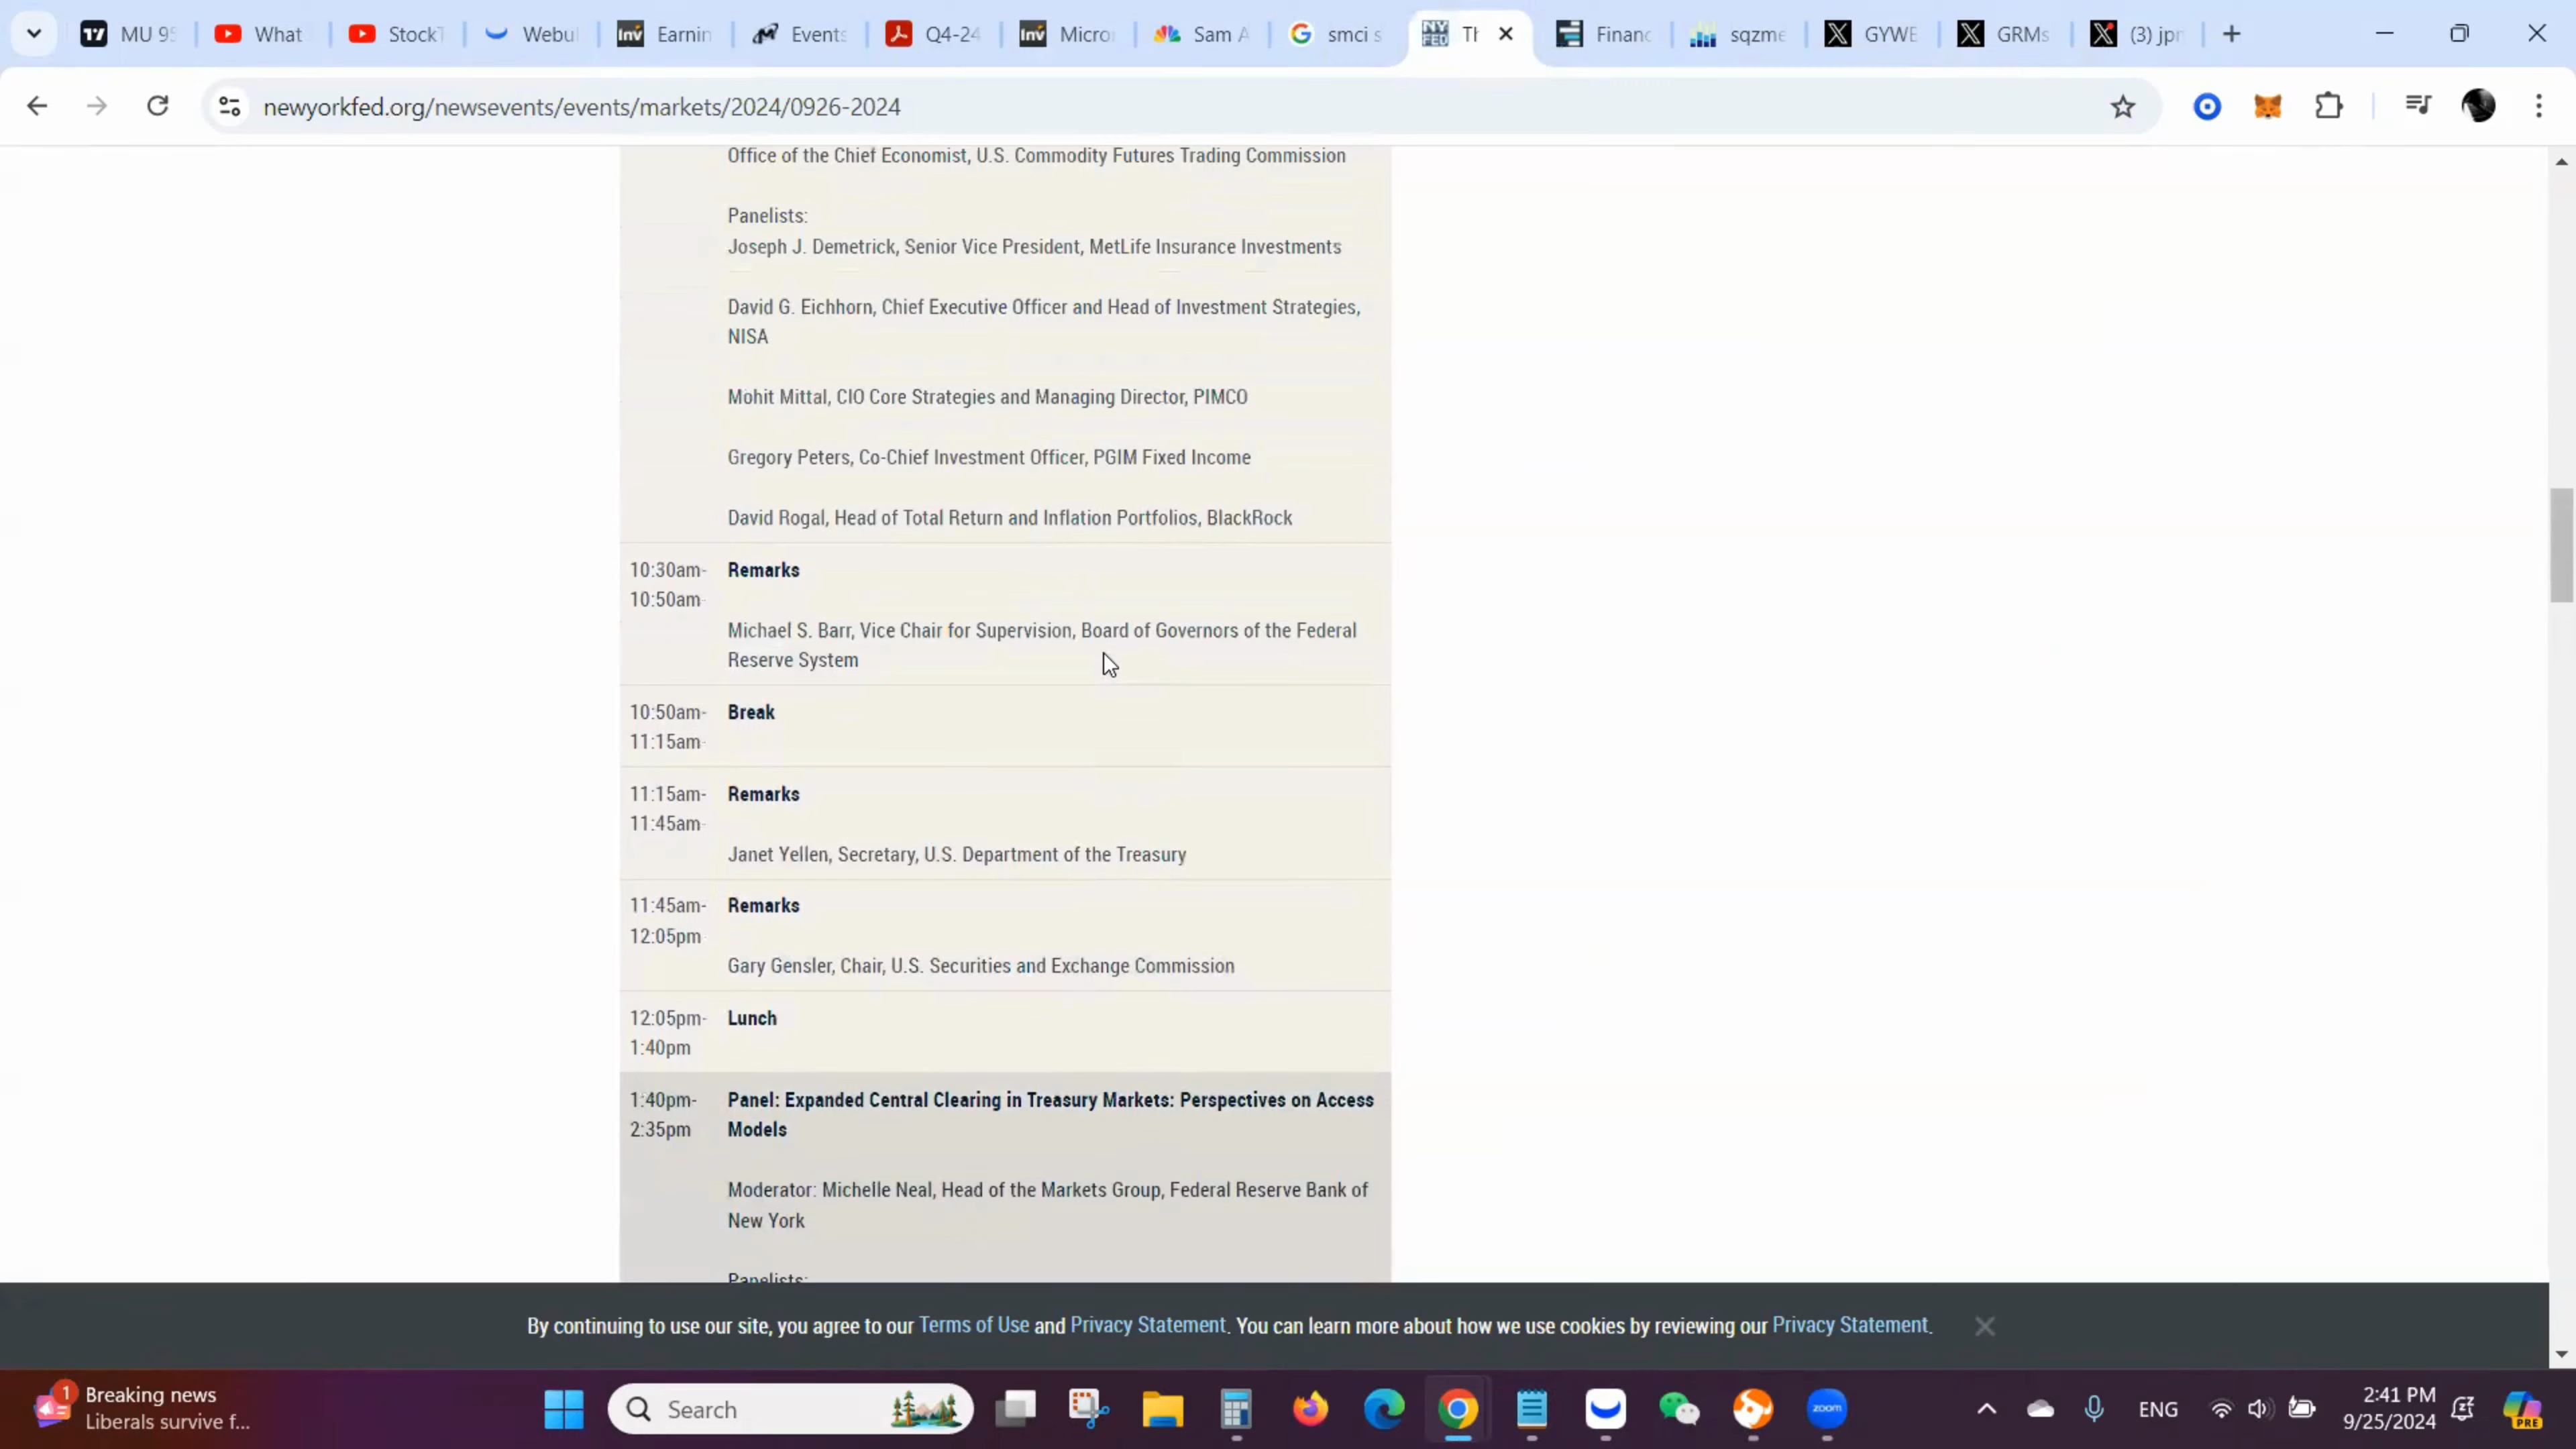 MU 95
What
StockT
Webul
Earnin
Events
Q4-24
Micro
Sam A
smci s
Th
Financ
sqzme
GYWE
GRMs
(3) jpm
newyorkfed.org/newsevents/events/markets/2024/0926-2024
Office of the Chief Economist, U.S. Commodity Futures Trading Commission
Panelists:
Joseph J. Demetrick, Senior Vice President, MetLife Insurance Investments
David G. Eichhorn, Chief Executive Officer and Head of Investment Strategies,
NISA
Mohit Mittal, CIO Core Strategies and Managing Director, PIMCO
Gregory Peters, Co-Chief Investment Officer, PGIM Fixed Income
David Rogal, Head of Total Return and Inflation Portfolios, BlackRock
10:30am- Remarks
10:50am
Michael S. Barr, Vice Chair for Supervision, Board of Governors of the Federal
Reserve System
10:50am- Break
11:15am
11:15am- Remarks
11:45am
Janet Yellen, Secretary, U.S. Department of the Treasury
11:45am- Remarks
12:05pm
Gary Gensler, Chair, U.S. Securities and Exchange Commission
12:05pm- Lunch
1:40pm
1:40pm- Panel: Expanded Central Clearing in Treasury Markets: Perspectives on Access
2:35pm Models
Moderator: Michelle Neal, Head of the Markets Group, Federal Reserve Bank of
New York
Panelists:
By continuing to use our site, you agree to our Terms of Use and Privacy Statement. You can learn more about how we use cookies by reviewing our Privacy Statement.
1 Breaking news
Liberals survive f...
Search
zoom
ENG
2:41 PM
9/25/2024
PRE